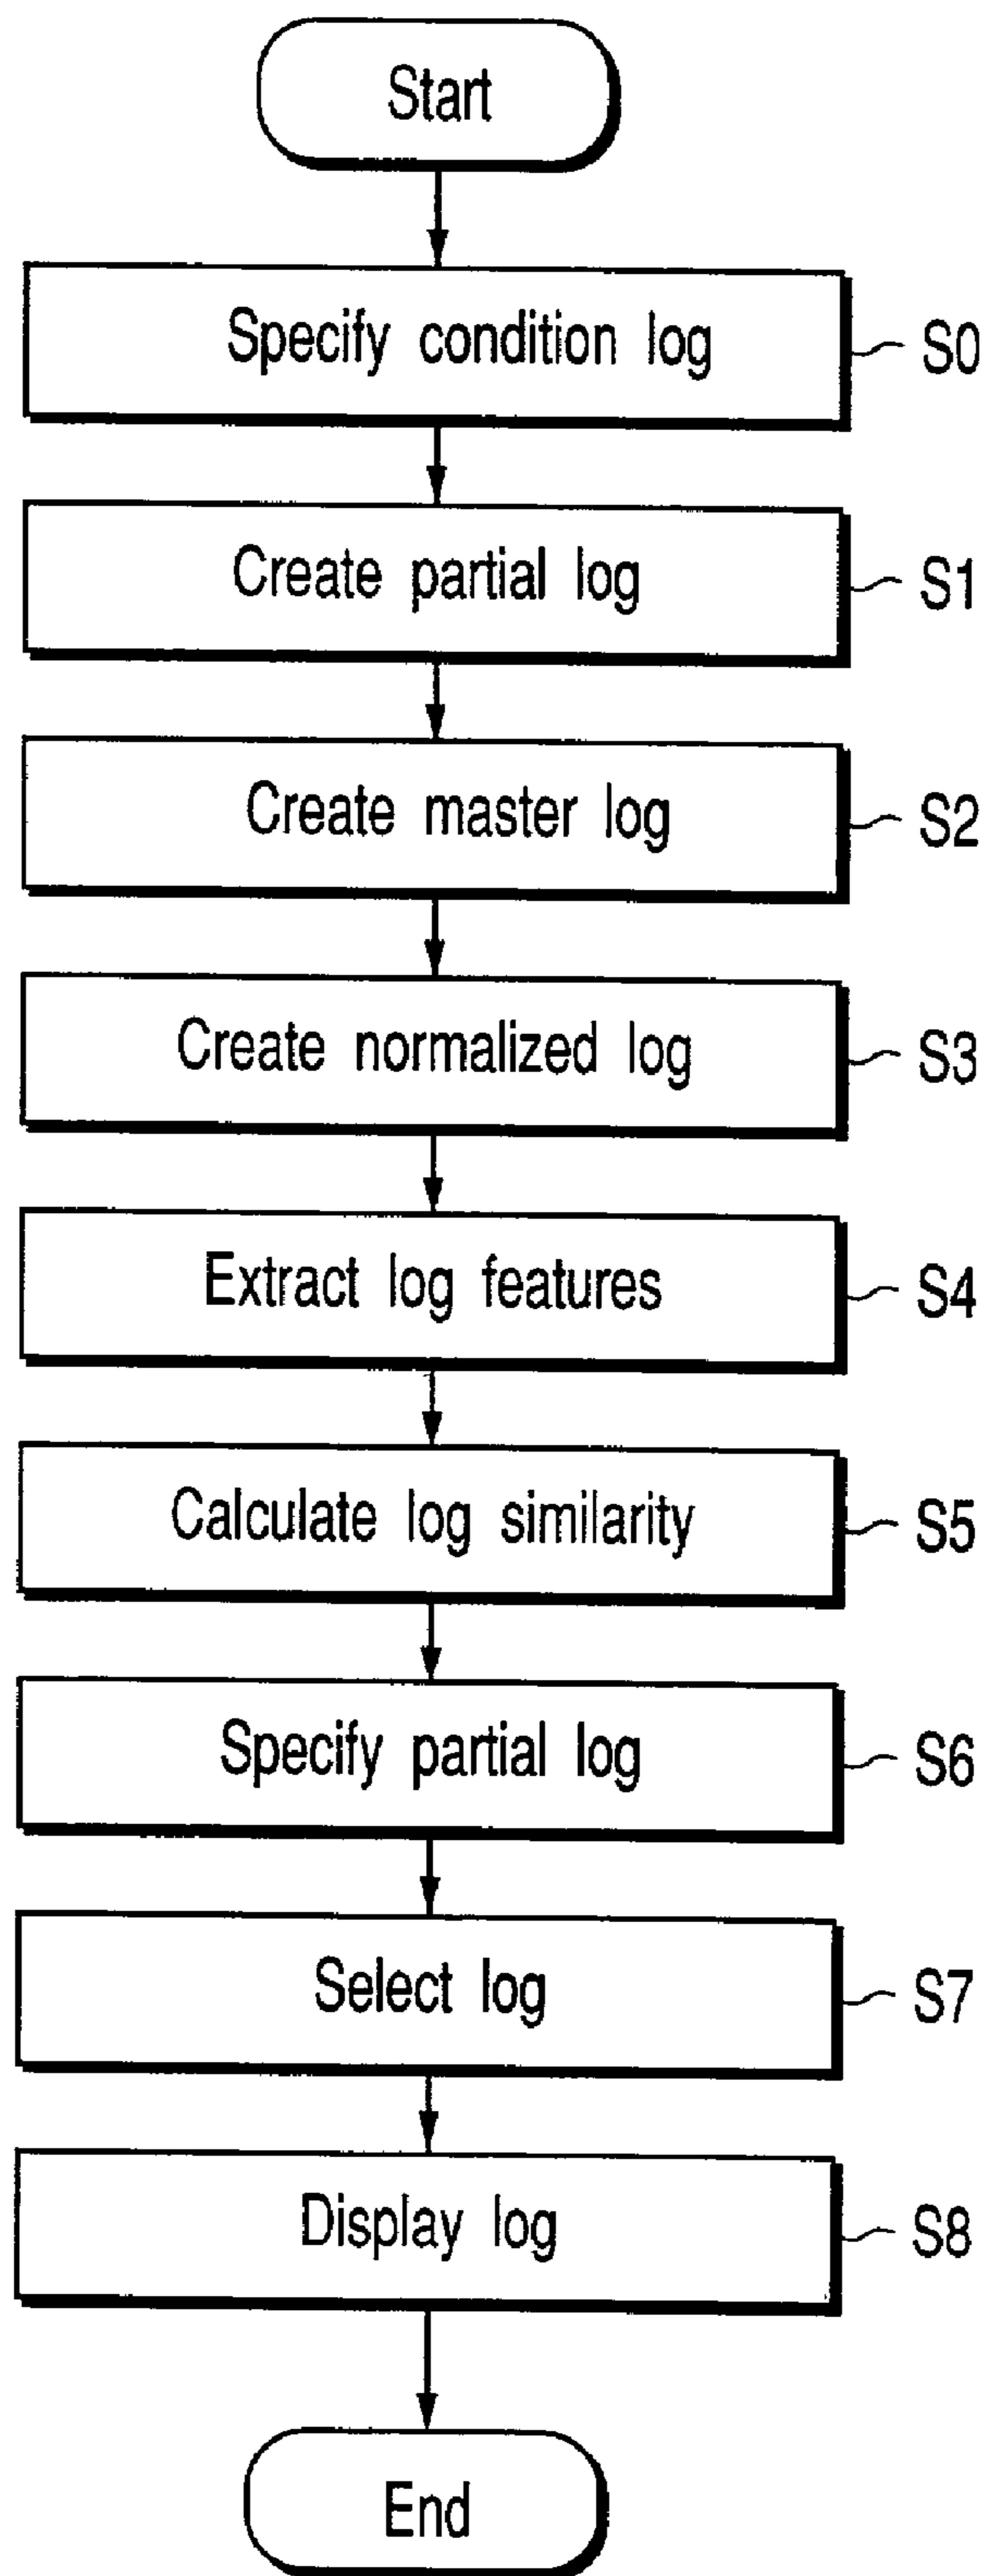 Start
Specify condition log
S0
Create partial log
S1
Create master log
S2
Create normalized log
S3
Extract log features
S4
Calculate log similarity
S5
Specify partial log
S6
Select log
S7
Display log
S8
End